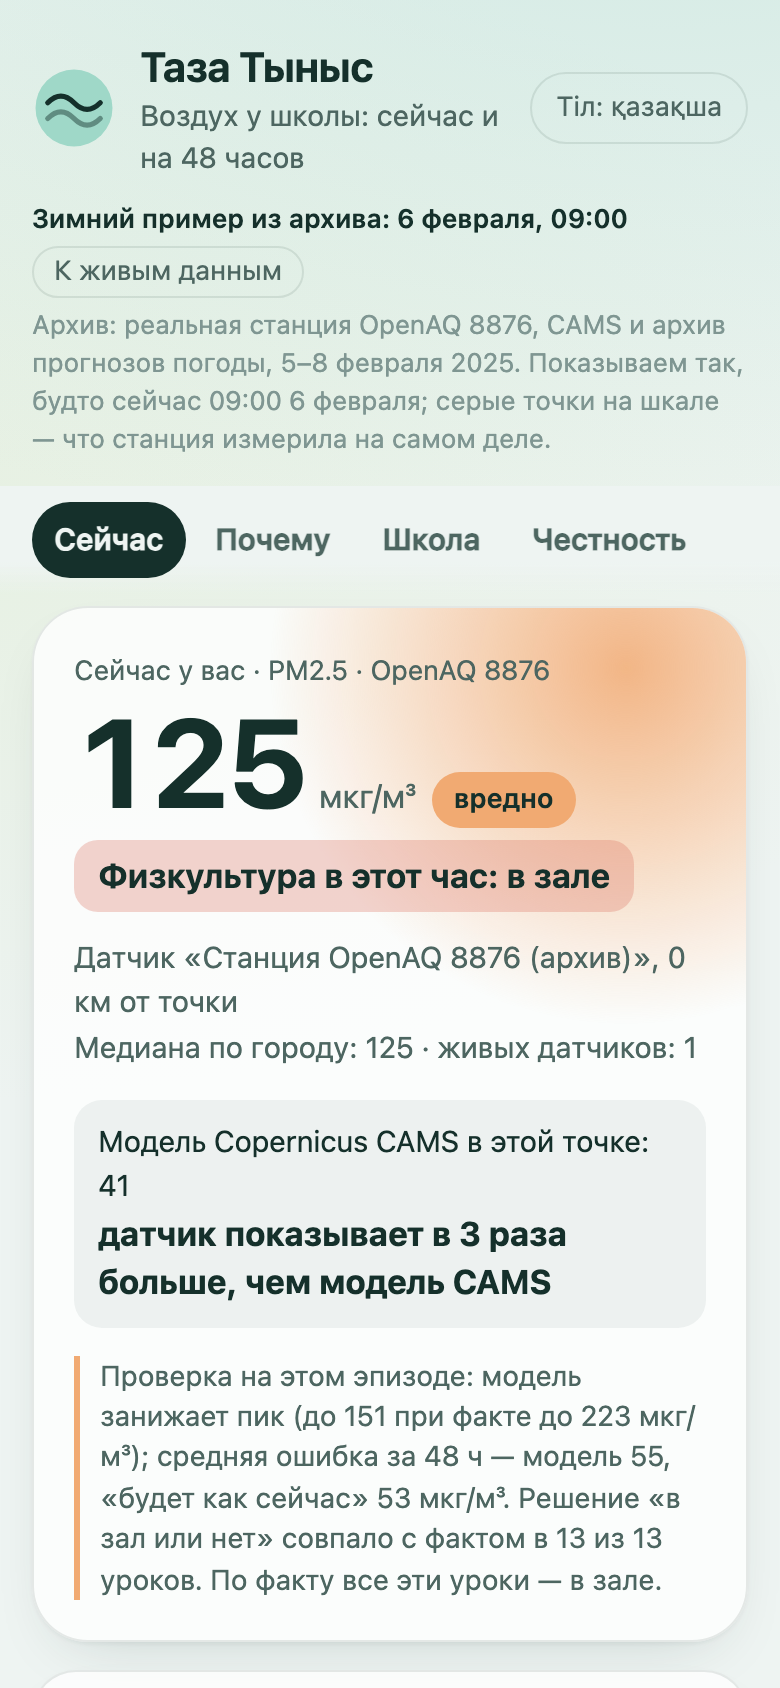 Таза Тыныс
Воздух у школы: сейчас и
на 48 часов
Тіл: қазақша
Зимний пример из архива: 6 февраля, 09:00
К живым данным
Архив: реальная станция OpenAQ 8876, CAMS и архив
прогнозов погоды, 5–8 февраля 2025. Показываем так,
будто сейчас 09:00 6 февраля; серые точки на шкале
— что станция измерила на самом деле.
Сейчас Почему Школа Честность
Сейчас у вас · PM2.5 · OpenAQ 8876
125 мкг/м³ вредно
Физкультура в этот час: в зале
Датчик «Станция OpenAQ 8876 (архив)», 0
км от точки
Медиана по городу: 125 · живых датчиков: 1
Модель Copernicus CAMS в этой точке:
41
датчик показывает в 3 раза
больше, чем модель CAMS
Проверка на этом эпизоде: модель
занижает пик (до 151 при факте до 223 мкг/
м³); средняя ошибка за 48 ч — модель 55,
«будет как сейчас» 53 мкг/м³. Решение «в
зал или нет» совпало с фактом в 13 из 13
уроков. По факту все эти уроки — в зале.